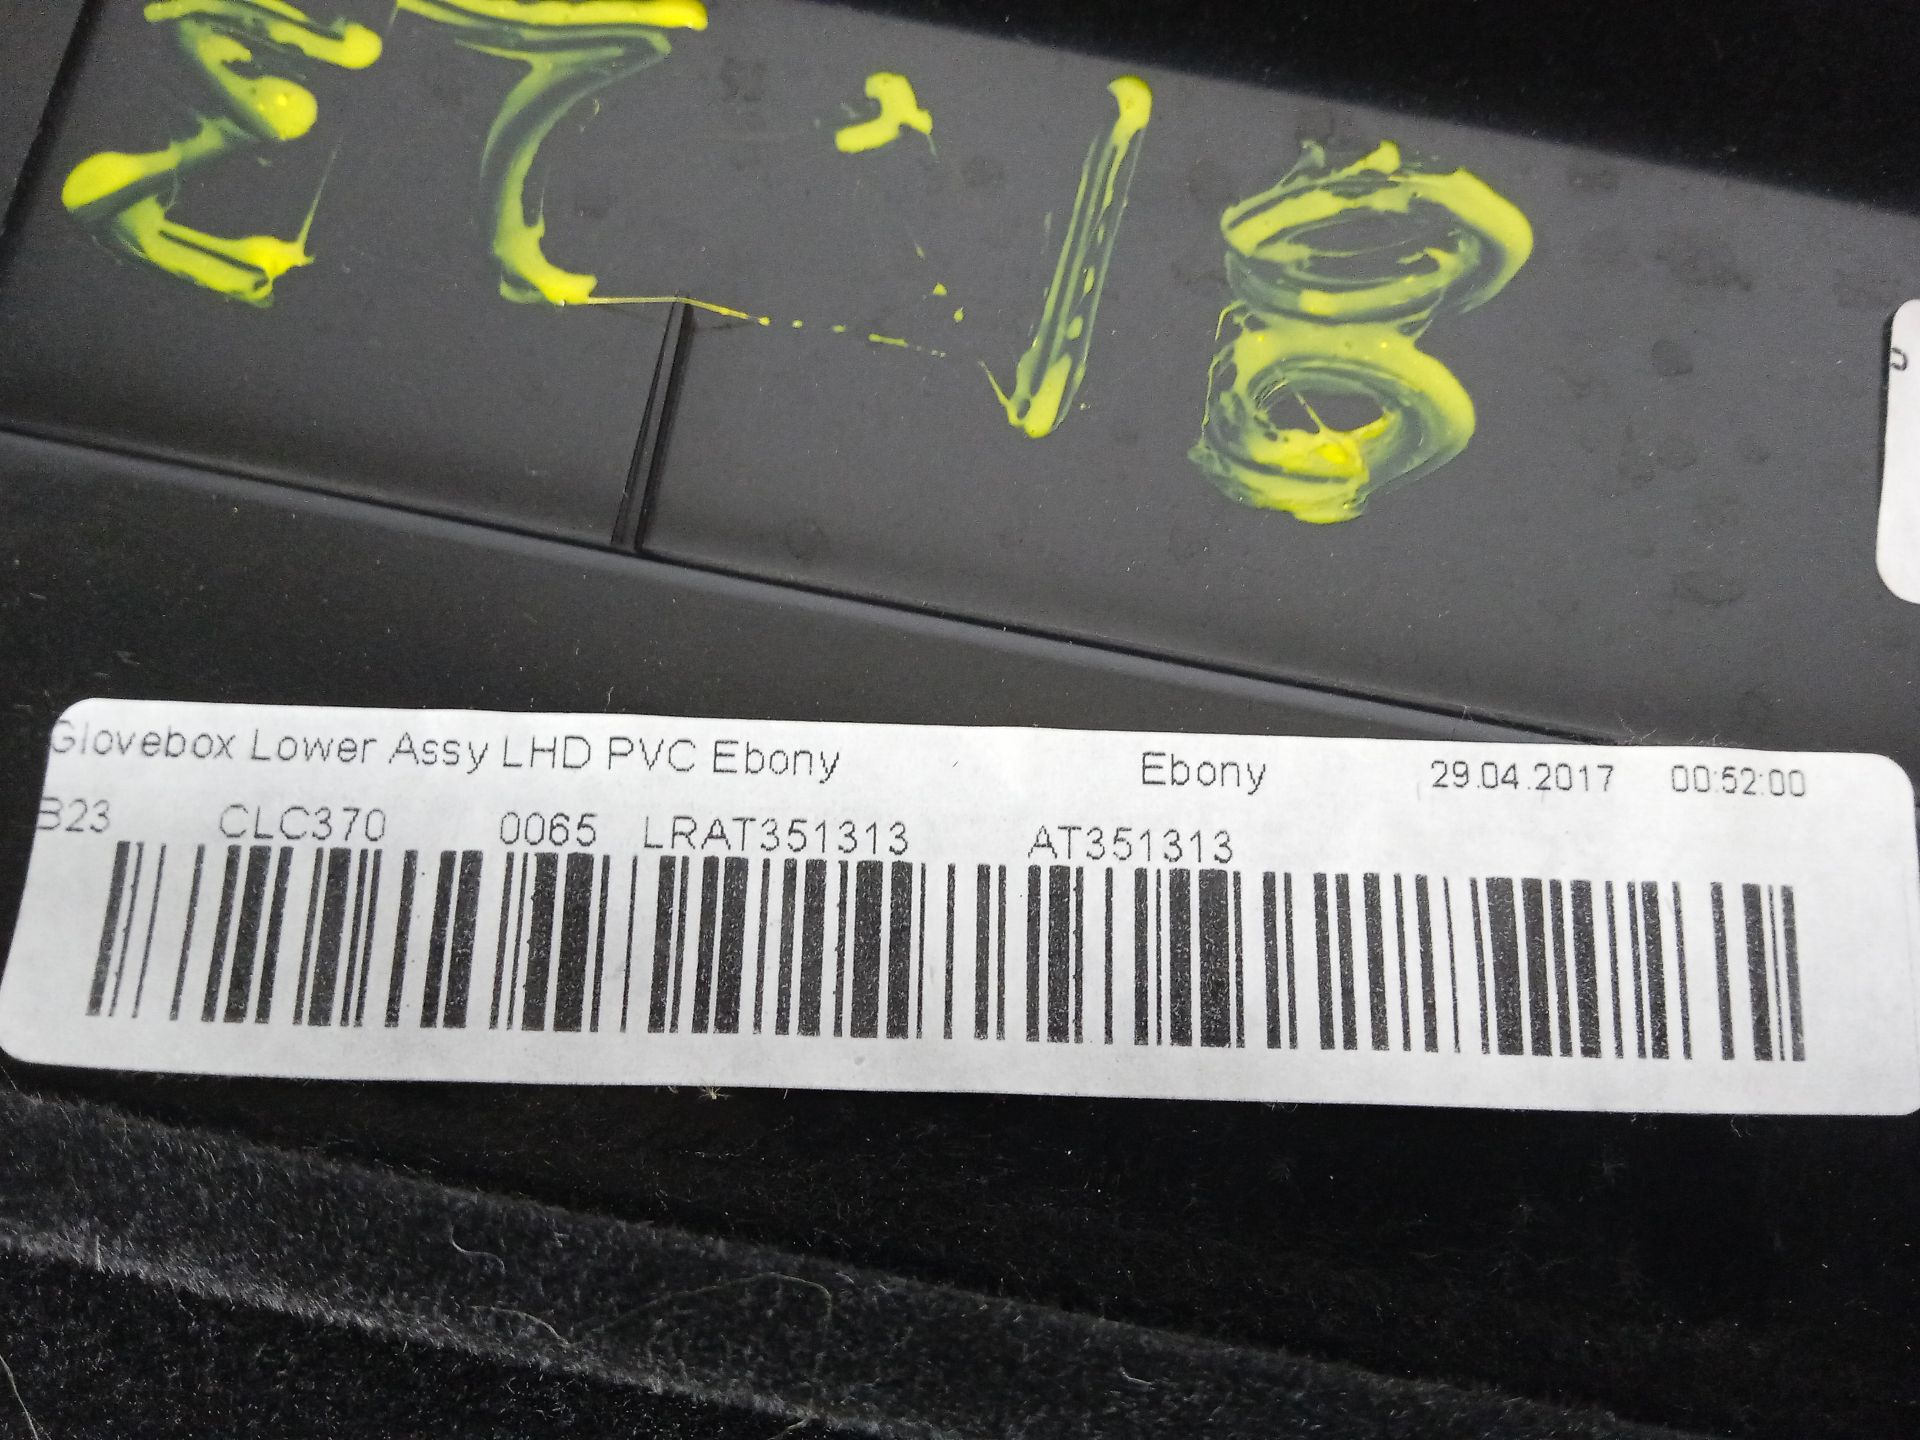 Glovebox Lower Assy LHD PVC Ebony Ebony 29.04.2017 00:52:00
B23 CLC370 0065 LRAT351313 AT351313